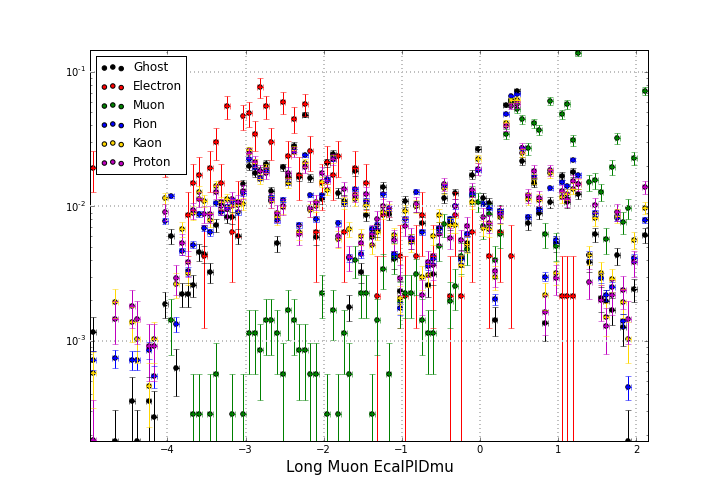 10⁻¹
10⁻²
10⁻³
Ghost
Electron
Muon
Pion
Kaon
Proton
−4 −3 −2 −1 0 1 2
Long Muon EcalPIDmu